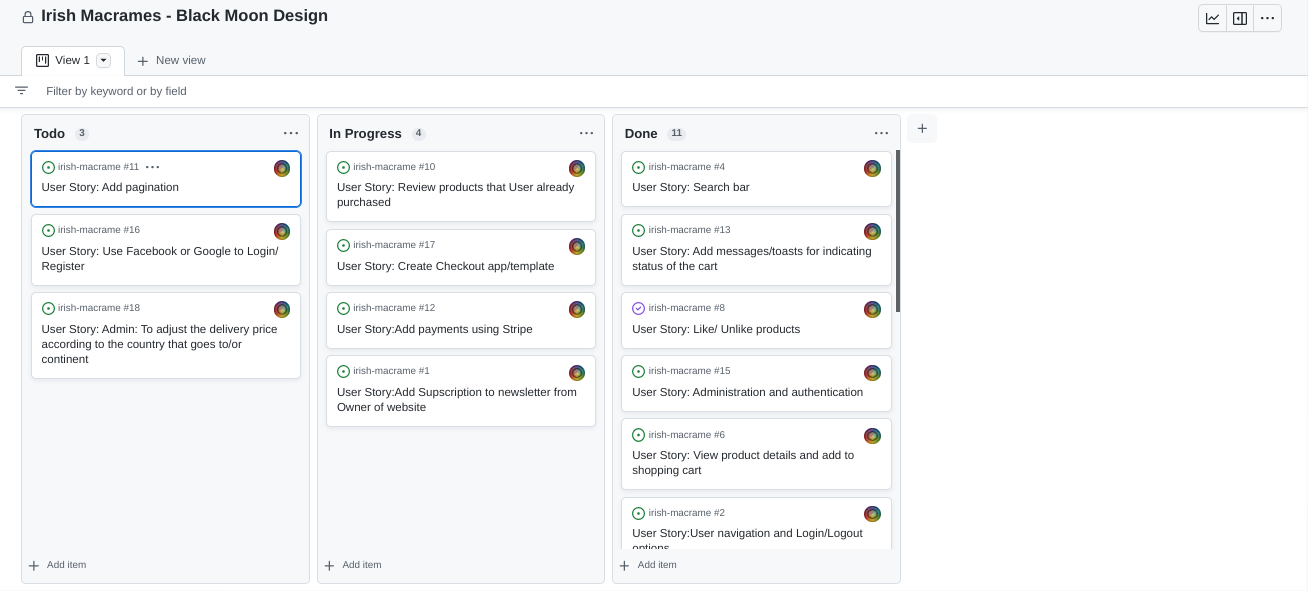 Irish Macrames - Black Moon Design
View 1
New view
Filter by keyword or by field
Todo 3
irish-macrame #11
User Story: Add pagination
irish-macrame #16
User Story: Use Facebook or Google to Login/
Register
irish-macrame #18
User Story: Admin: To adjust the delivery price
according to the country that goes to/or
continent
Add item
In Progress 4
irish-macrame #10
User Story: Review products that User already
purchased
irish-macrame #17
User Story: Create Checkout app/template
irish-macrame #12
User Story:Add payments using Stripe
irish-macrame #1
User Story:Add Supscription to newsletter from
Owner of website
Add item
Done 11
irish-macrame #4
User Story: Search bar
irish-macrame #13
User Story: Add messages/toasts for indicating
status of the cart
irish-macrame #8
User Story: Like/ Unlike products
irish-macrame #15
User Story: Administration and authentication
irish-macrame #6
User Story: View product details and add to
shopping cart
irish-macrame #2
User Story:User navigation and Login/Logout
options
Add item